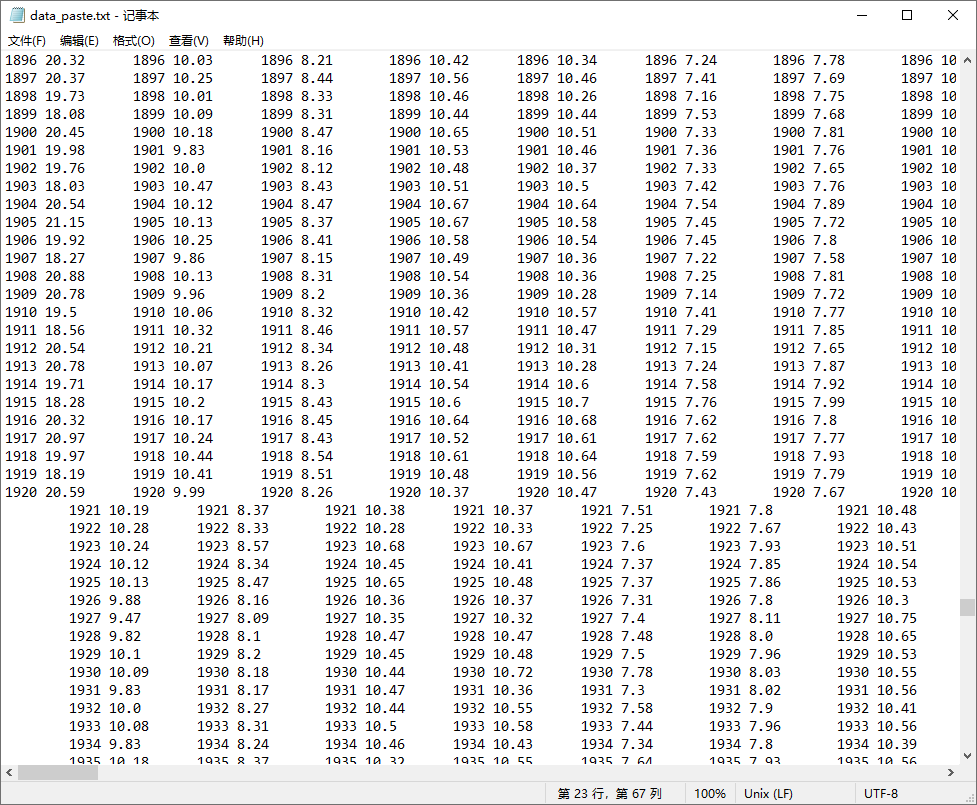 data_paste.txt - 记事本
文件(F) 编辑(E) 格式(O) 查看(V) 帮助(H)
1896 20.32 1896 10.03 1896 8.21 1896 10.42 1896 10.34 1896 7.24 1896 7.78 1896 10
1897 20.37 1897 10.25 1897 8.44 1897 10.56 1897 10.46 1897 7.41 1897 7.69 1897 10
1898 19.73 1898 10.01 1898 8.33 1898 10.46 1898 10.26 1898 7.16 1898 7.75 1898 10
1899 18.08 1899 10.09 1899 8.31 1899 10.44 1899 10.44 1899 7.53 1899 7.68 1899 10
1900 20.45 1900 10.18 1900 8.47 1900 10.65 1900 10.51 1900 7.33 1900 7.81 1900 10
1901 19.98 1901 9.83 1901 8.16 1901 10.53 1901 10.46 1901 7.36 1901 7.76 1901 10
1902 19.76 1902 10.0 1902 8.12 1902 10.48 1902 10.37 1902 7.33 1902 7.65 1902 10
1903 18.03 1903 10.47 1903 8.43 1903 10.51 1903 10.5 1903 7.42 1903 7.76 1903 10
1904 20.54 1904 10.12 1904 8.47 1904 10.67 1904 10.64 1904 7.54 1904 7.89 1904 10
1905 21.15 1905 10.13 1905 8.37 1905 10.67 1905 10.58 1905 7.45 1905 7.72 1905 10
1906 19.92 1906 10.25 1906 8.41 1906 10.58 1906 10.54 1906 7.45 1906 7.8 1906 10
1907 18.27 1907 9.86 1907 8.15 1907 10.49 1907 10.36 1907 7.22 1907 7.58 1907 10
1908 20.88 1908 10.13 1908 8.31 1908 10.54 1908 10.36 1908 7.25 1908 7.81 1908 10
1909 20.78 1909 9.96 1909 8.2 1909 10.36 1909 10.28 1909 7.14 1909 7.72 1909 10
1910 19.5 1910 10.06 1910 8.32 1910 10.42 1910 10.57 1910 7.41 1910 7.77 1910 10
1911 18.56 1911 10.32 1911 8.46 1911 10.57 1911 10.47 1911 7.29 1911 7.85 1911 10
1912 20.54 1912 10.21 1912 8.34 1912 10.48 1912 10.31 1912 7.15 1912 7.65 1912 10
1913 20.78 1913 10.07 1913 8.26 1913 10.41 1913 10.28 1913 7.24 1913 7.87 1913 10
1914 19.71 1914 10.17 1914 8.3 1914 10.54 1914 10.6 1914 7.58 1914 7.92 1914 10
1915 18.28 1915 10.2 1915 8.43 1915 10.6 1915 10.7 1915 7.76 1915 7.99 1915 10
1916 20.32 1916 10.17 1916 8.45 1916 10.64 1916 10.68 1916 7.62 1916 7.8 1916 10
1917 20.97 1917 10.24 1917 8.43 1917 10.52 1917 10.61 1917 7.62 1917 7.77 1917 10
1918 19.97 1918 10.44 1918 8.54 1918 10.61 1918 10.64 1918 7.59 1918 7.93 1918 10
1919 18.19 1919 10.41 1919 8.51 1919 10.48 1919 10.56 1919 7.62 1919 7.79 1919 10
1920 20.59 1920 9.99 1920 8.26 1920 10.37 1920 10.47 1920 7.43 1920 7.67 1920 10
1921 10.19 1921 8.37 1921 10.38 1921 10.37 1921 7.51 1921 7.8 1921 10.48
1922 10.28 1922 8.33 1922 10.28 1922 10.33 1922 7.25 1922 7.67 1922 10.43
1923 10.24 1923 8.57 1923 10.68 1923 10.67 1923 7.6 1923 7.93 1923 10.51
1924 10.12 1924 8.34 1924 10.45 1924 10.41 1924 7.37 1924 7.85 1924 10.54
1925 10.13 1925 8.47 1925 10.65 1925 10.48 1925 7.37 1925 7.86 1925 10.53
1926 9.88 1926 8.16 1926 10.36 1926 10.37 1926 7.31 1926 7.8 1926 10.3
1927 9.47 1927 8.09 1927 10.35 1927 10.32 1927 7.4 1927 8.11 1927 10.75
1928 9.82 1928 8.1 1928 10.47 1928 10.47 1928 7.48 1928 8.0 1928 10.65
1929 10.1 1929 8.2 1929 10.45 1929 10.48 1929 7.5 1929 7.96 1929 10.53
1930 10.09 1930 8.18 1930 10.44 1930 10.72 1930 7.78 1930 8.03 1930 10.55
1931 9.83 1931 8.17 1931 10.47 1931 10.36 1931 7.3 1931 8.02 1931 10.56
1932 10.0 1932 8.27 1932 10.44 1932 10.55 1932 7.58 1932 7.9 1932 10.41
1933 10.08 1933 8.31 1933 10.5 1933 10.58 1933 7.44 1933 7.96 1933 10.56
1934 9.83 1934 8.24 1934 10.46 1934 10.43 1934 7.34 1934 7.8 1934 10.39
1935 10.18 1935 8.37 1935 10.32 1935 10.55 1935 7.64 1935 7.93 1935 10.56
第 23 行，第 67 列 100% Unix (LF) UTF-8